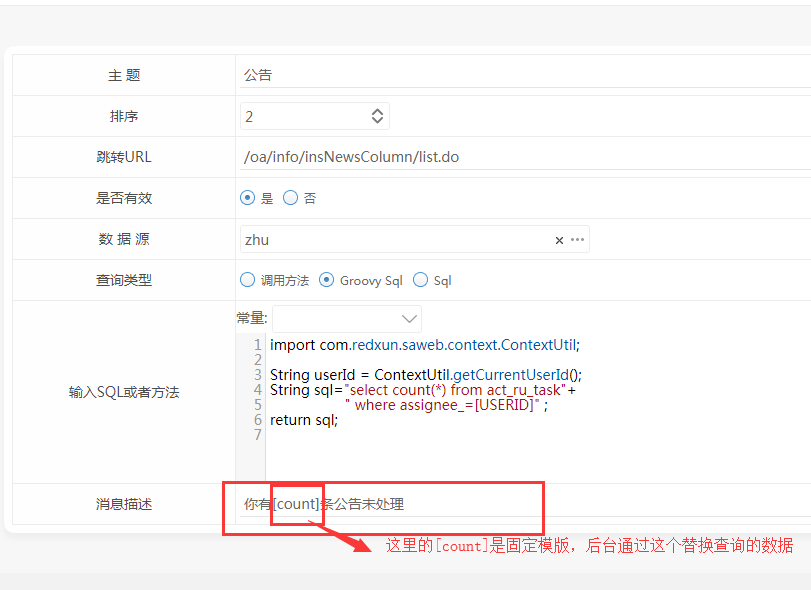 主 题 公告
排序 2
跳转URL /oa/info/insNewsColumn/list.do
是否有效 是 否
数 据 源 zhu × ···
查询类型 调用方法 Groovy Sql Sql
常量:
输入SQL或者方法
1 import com.redxun.saweb.context.ContextUtil;
2
3 String userId = ContextUtil.getCurrentUserId();
4 String sql="select count(*) from act_ru_task"+
5 " where assignee_=[USERID]" ;
6 return sql;
7
消息描述 你有[count]条公告未处理
这里的[count]是固定模版，后台通过这个替换查询的数据